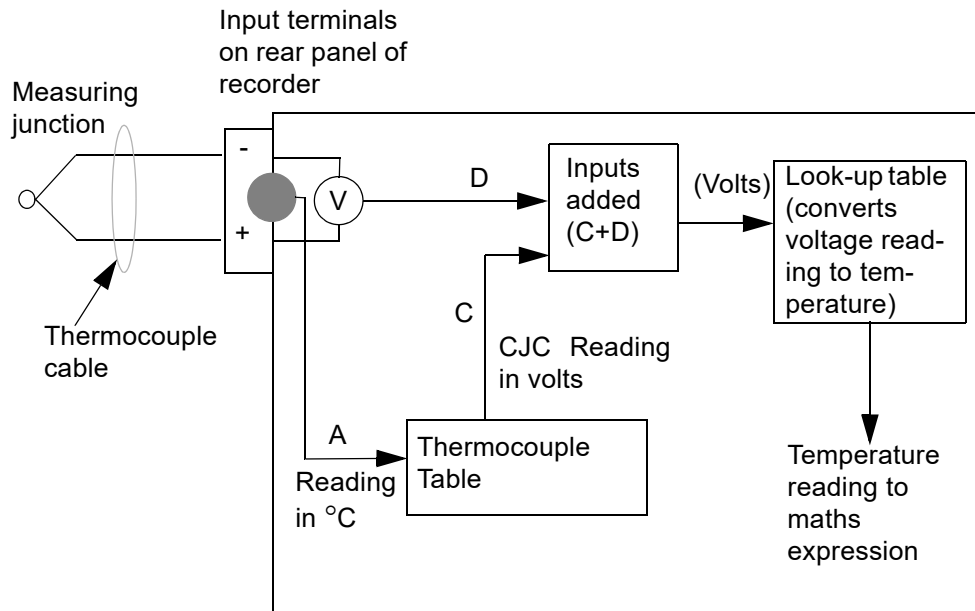 Input terminals
on rear panel of
recorder
Measuring
junction
-
+
V
Thermocouple
cable
D
Inputs
added
(C+D)
(Volts)
Look-up table
(converts
voltage read-
ing to tem-
perature)
C
CJC Reading
in volts
A
Reading
in °C
Thermocouple
Table
Temperature
reading to
maths
expression